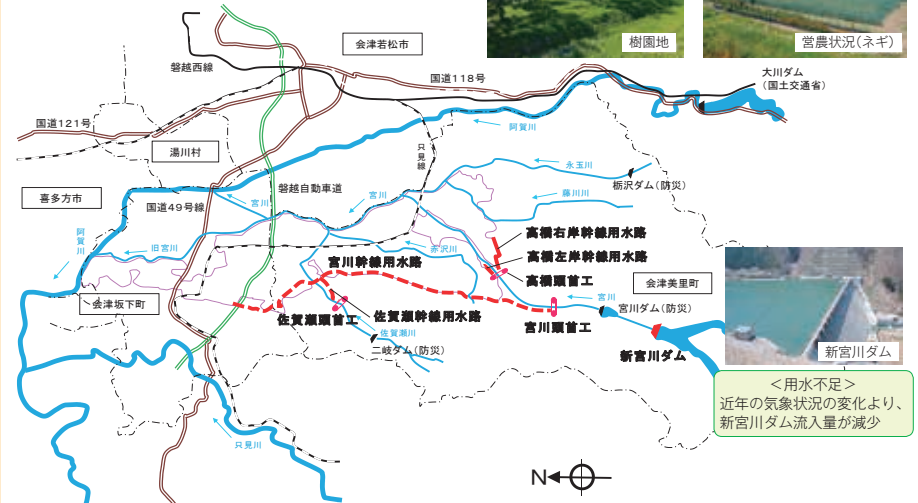 樹園地
営農状況(ネギ)
会津若松市
磐越西線
国道118号
大川ダム
(国土交通省)
国道121号
阿賀川
湯川村
只見線
永玉川
栃沢ダム(防災)
喜多方市
磐越自動車道
宮川
宮川
藤川川
国道49号線
阿賀川
旧宮川
赤沢川
高橋右岸幹線用水路
高橋左岸幹線用水路
高橋頭首工
宮川幹線用水路
会津美里町
会津坂下町
宮川
宮川ダム(防災)
佐賀瀬頭首工
佐賀瀬幹線用水路
宮川頭首工
佐賀瀬川
二岐ダム(防災)
新宮川ダム
新宮川ダム
<用水不足>
近年の気象状況の変化より、
新宮川ダム流入量が減少
只見川
N